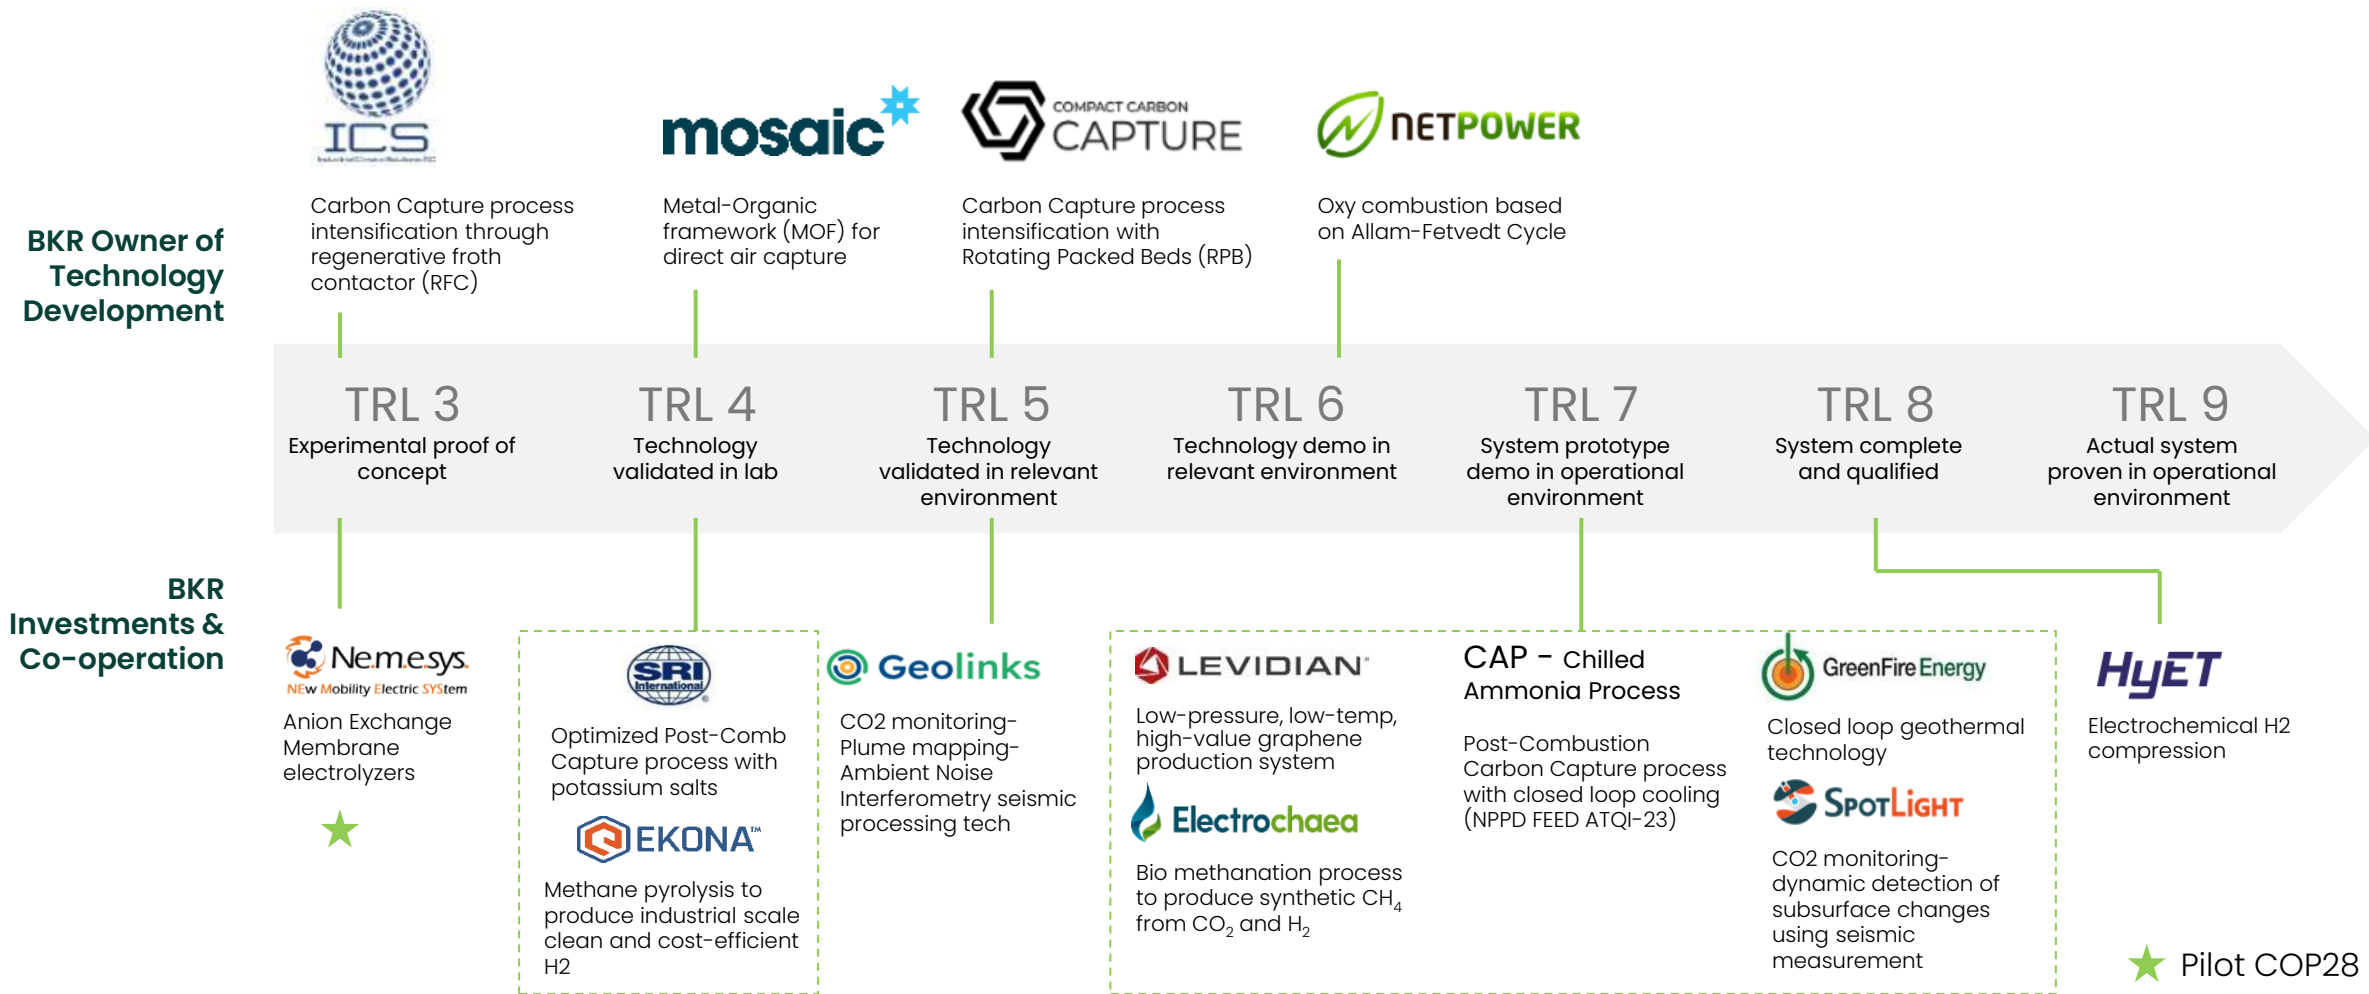 ICS
mosaic
COMPACT CARBON
CAPTURE
NETPOWER
Carbon Capture process
intensification through
regenerative froth
contactor (RFC)
Metal-Organic
framework (MOF) for
direct air capture
Carbon Capture process
intensification with
Rotating Packed Beds (RPB)
Oxy combustion based
on Allam-Fetvedt Cycle
BKR Owner of
Technology
Development
TRL 3
Experimental proof of
concept
TRL 4
Technology
validated in lab
TRL 5
Technology
validated in relevant
environment
TRL 6
Technology demo in
relevant environment
TRL 7
System prototype
demo in operational
environment
TRL 8
System complete
and qualified
TRL 9
Actual system
proven in operational
environment
BKR
Investments &
Co-operation
Ne.m.e.sys.
NEw Mobility Electric SYStem
Anion Exchange
Membrane
electrolyzers
SRI
International
Optimized Post-Comb
Capture process with
potassium salts
EKONA™
Methane pyrolysis to
produce industrial scale
clean and cost-efficient
H2
Geolinks
CO2 monitoring-
Plume mapping-
Ambient Noise
Interferometry seismic
processing tech
LEVIDIAN
Low-pressure, low-temp,
high-value graphene
production system
Electrochaea
Bio methanation process
to produce synthetic CH₄
from CO₂ and H₂
CAP - Chilled
Ammonia Process
Post-Combustion
Carbon Capture process
with closed loop cooling
(NPPD FEED ATQI-23)
GreenFire Energy
Closed loop geothermal
technology
SPOTLIGHT
CO2 monitoring-
dynamic detection of
subsurface changes
using seismic
measurement
HyET
Electrochemical H2
compression
Pilot COP28